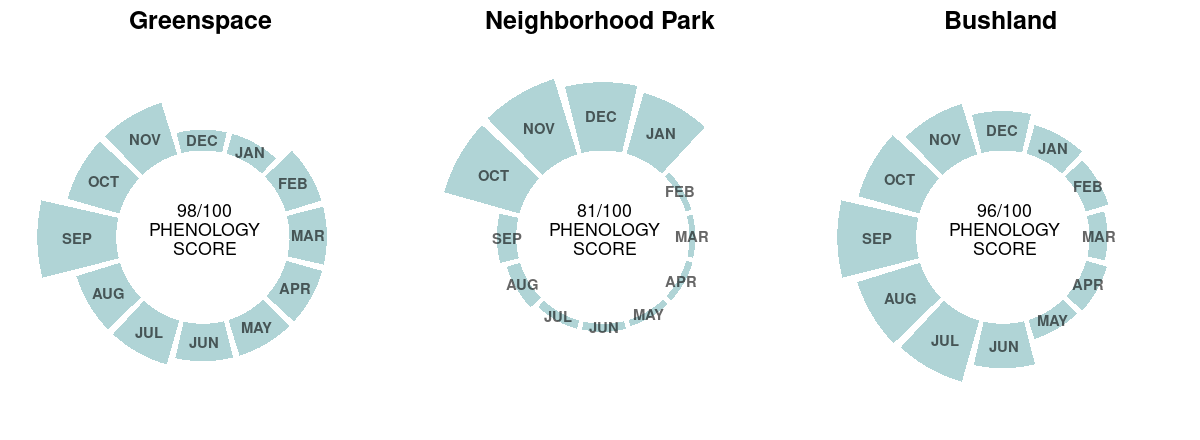 Greenspace
Neighborhood Park
Bushland
DEC
JAN
FEB
MAR
APR
MAY
JUN
JUL
AUG
SEP
OCT
NOV
98/100
PHENOLOGY
SCORE
DEC
JAN
FEB
MAR
APR
MAY
JUN
JUL
AUG
SEP
OCT
NOV
81/100
PHENOLOGY
SCORE
DEC
JAN
FEB
MAR
APR
MAY
JUN
JUL
AUG
SEP
OCT
NOV
96/100
PHENOLOGY
SCORE